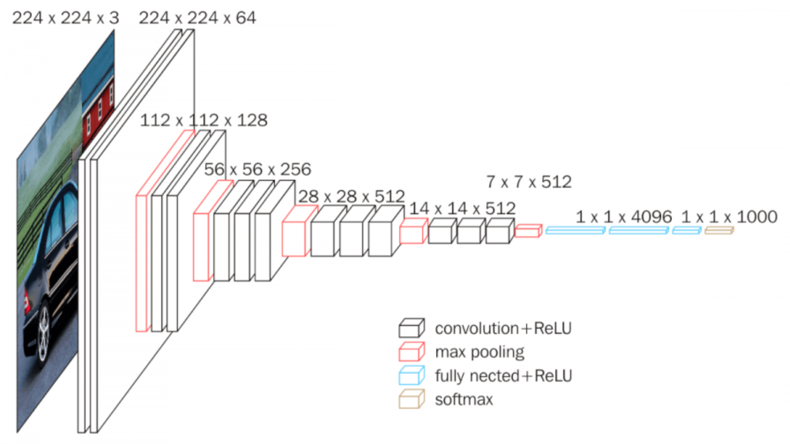 224 x 224 x 3
224 x 224 x 64
112 x 112 x 128
56 x 56 x 256
28 x 28 x 512
14 x 14 x 512
7 x 7 x 512
1 x 1 x 4096
1 x 1 x 1000
convolution+ReLU
max pooling
fully nected+ReLU
softmax